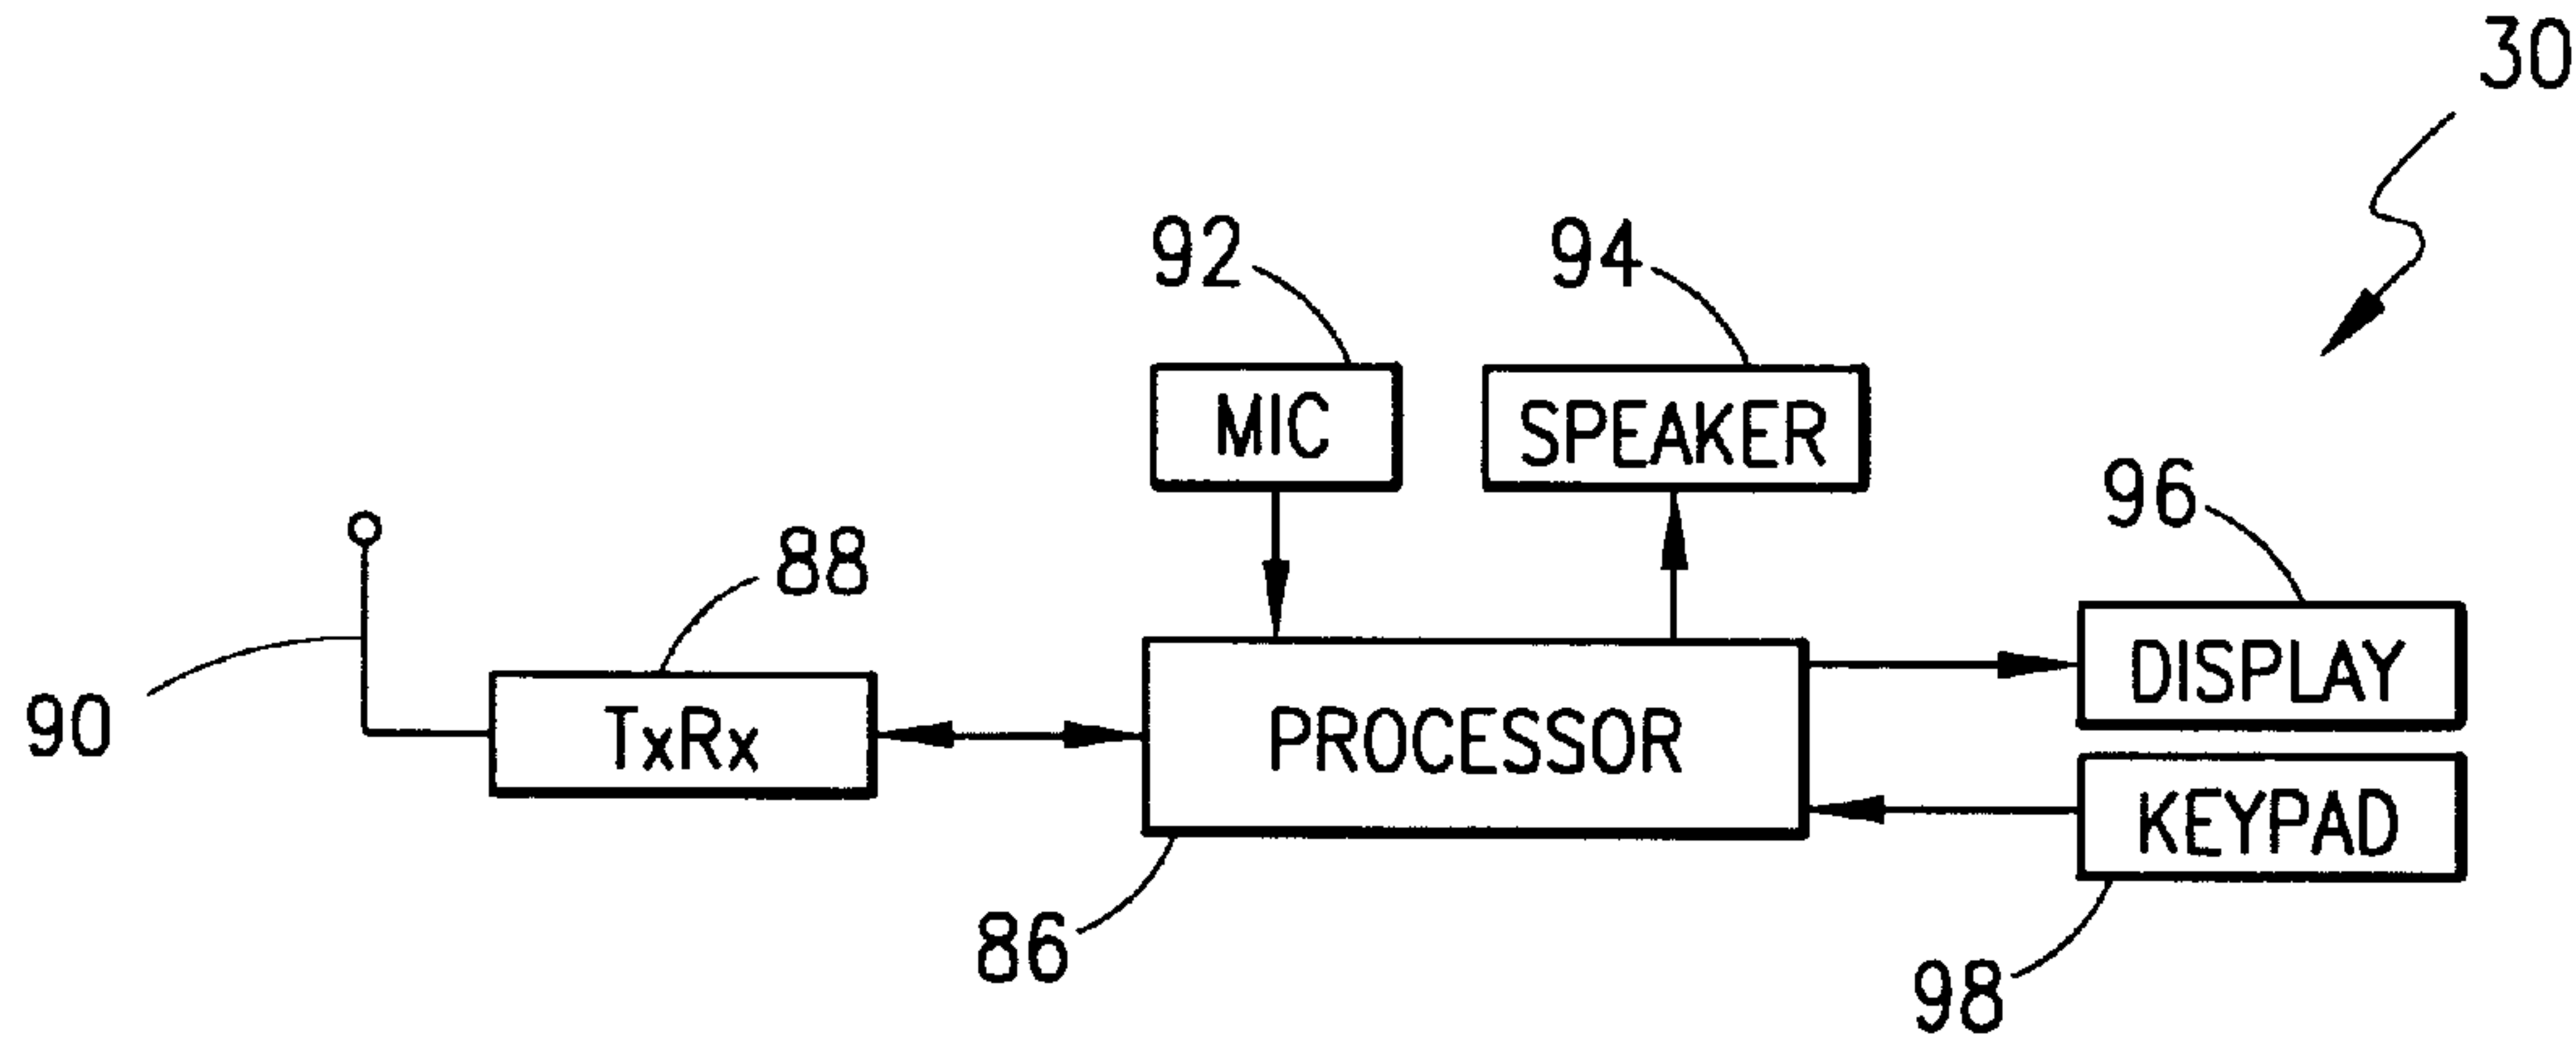 30
92
94
MIC
SPEAKER
96
88
DISPLAY
90
TxRx
PROCESSOR
KEYPAD
86
98